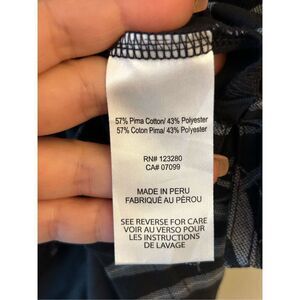 57% Pima Cotton/ 43% Polyester
57% Coton Pima/ 43% Polyester
RN# 123280
CA# 07099
MADE IN PERU
FABRIQUÉ AU PÉROU
SEE REVERSE FOR CARE
VOIR AU VERSO POUR
LES INSTRUCTIONS
DE LAVAGE